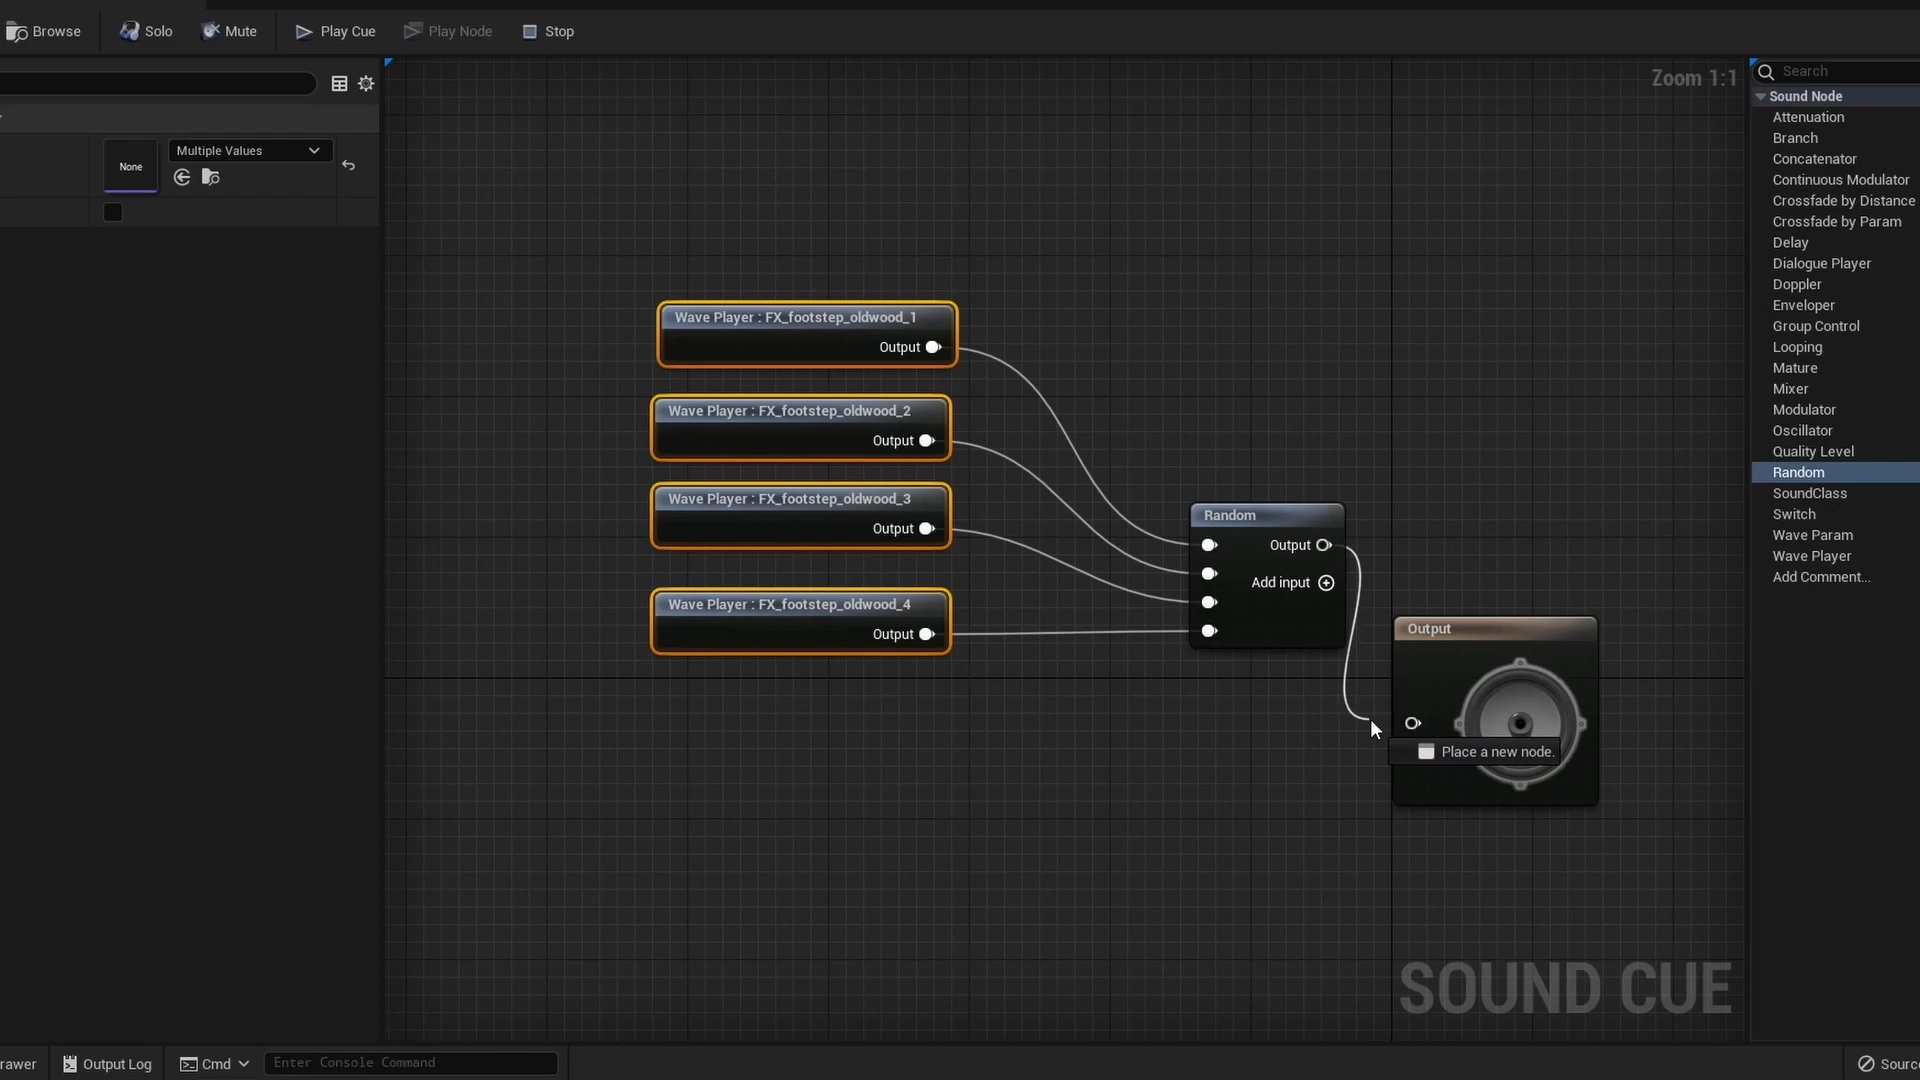 Browse
Solo
Mute
Play Cue
Play Node
Stop
None
Multiple Values
Zoom 1:1
Wave Player : FX_footstep_oldwood_1
Output
Wave Player : FX_footstep_oldwood_2
Output
Wave Player : FX_footstep_oldwood_3
Output
Wave Player : FX_footstep_oldwood_4
Output
Random
Output
Add input
Output
Place a new node.
SOUND CUE
Search
Sound Node
Attenuation
Branch
Concatenator
Continuous Modulator
Crossfade by Distance
Crossfade by Param
Delay
Dialogue Player
Doppler
Enveloper
Group Control
Looping
Mature
Mixer
Modulator
Oscillator
Quality Level
Random
SoundClass
Switch
Wave Param
Wave Player
Add Comment...
rawer
Output Log
Cmd
Enter Console Command
Sourc